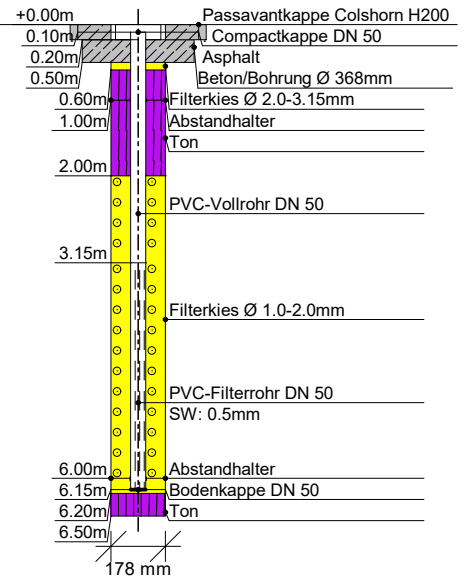 +0.00m Passavantkappe Colshorn H200
0.10m Compactkappe DN 50
0.20m Asphalt
0.50m Beton/Bohrung Ø 368mm
0.60m Filterkies Ø 2.0-3.15mm
1.00m Abstandhalter
Ton
2.00m
PVC-Vollrohr DN 50
3.15m
Filterkies Ø 1.0-2.0mm
PVC-Filterrohr DN 50
SW: 0.5mm
6.00m Abstandhalter
6.15m Bodenkappe DN 50
6.20m Ton
6.50m
178 mm